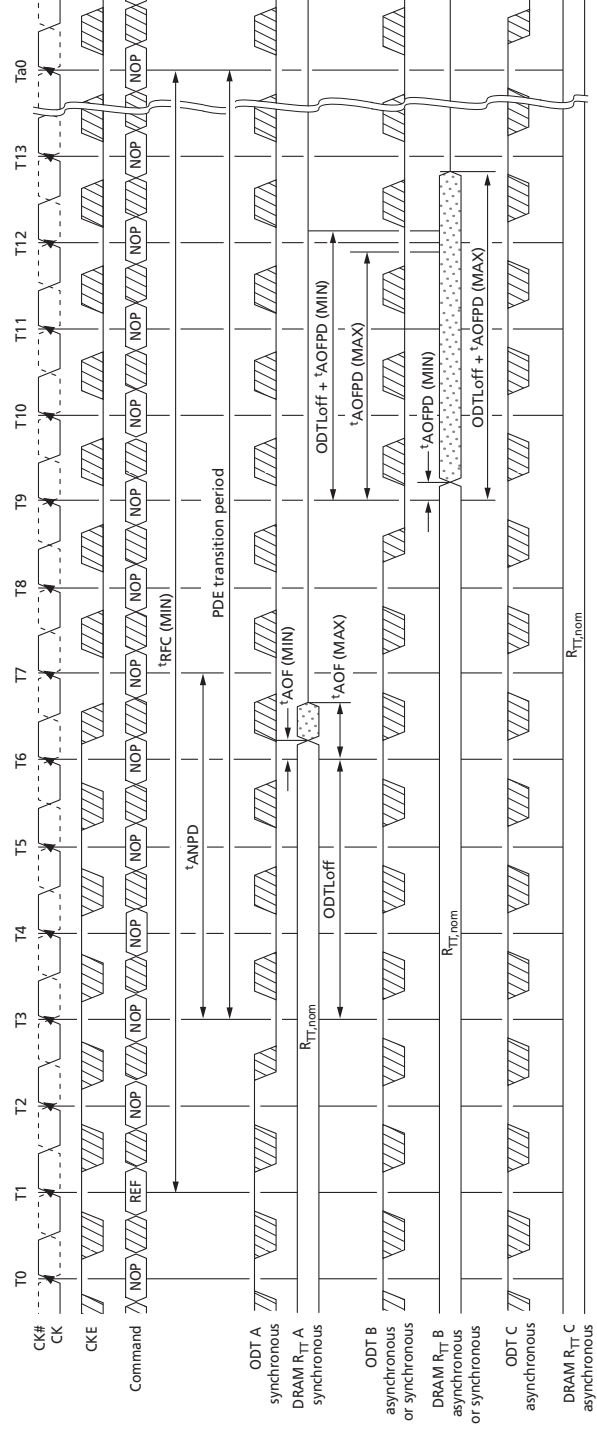 T0 T1 T2 T3 T4 T5 T6 T7 T8 T9 T10 T11 T12 T13 Ta0
CK#
CK
CKE
Command NOP REF NOP NOP NOP NOP NOP NOP NOP NOP NOP NOP NOP NOP NOP
tRFC (MIN)
tANPD
PDE transition period
ODT A
synchronous
tAOF (MIN)
DRAM RTT A
synchronous
RTT,nom
ODTLoff
tAOF (MAX)
ODTLoff + tAOFPD (MIN)
tAOFPD (MAX)
ODT B
asynchronous
or synchronous
tAOFPD (MIN)
DRAM RTT B
asynchronous
or synchronous
RTT,nom
ODTLoff + tAOFPD (MAX)
ODT C
asynchronous
DRAM RTT C
asynchronous
RTT,nom